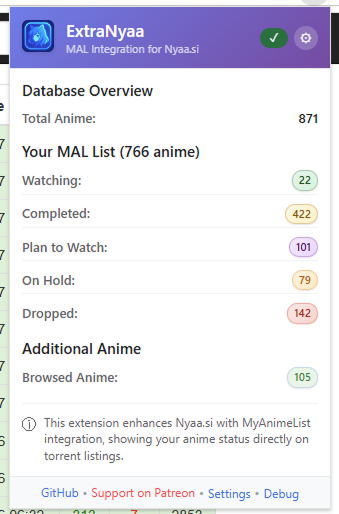 ExtraNyaa
MAL Integration for Nyaa.si
✓
Database Overview
Total Anime: 871
Your MAL List (766 anime)
Watching: 22
Completed: 422
Plan to Watch: 101
On Hold: 79
Dropped: 142
Additional Anime
Browsed Anime: 105
This extension enhances Nyaa.si with MyAnimeList
integration, showing your anime status directly on
torrent listings.
GitHub • Support on Patreon • Settings • Debug